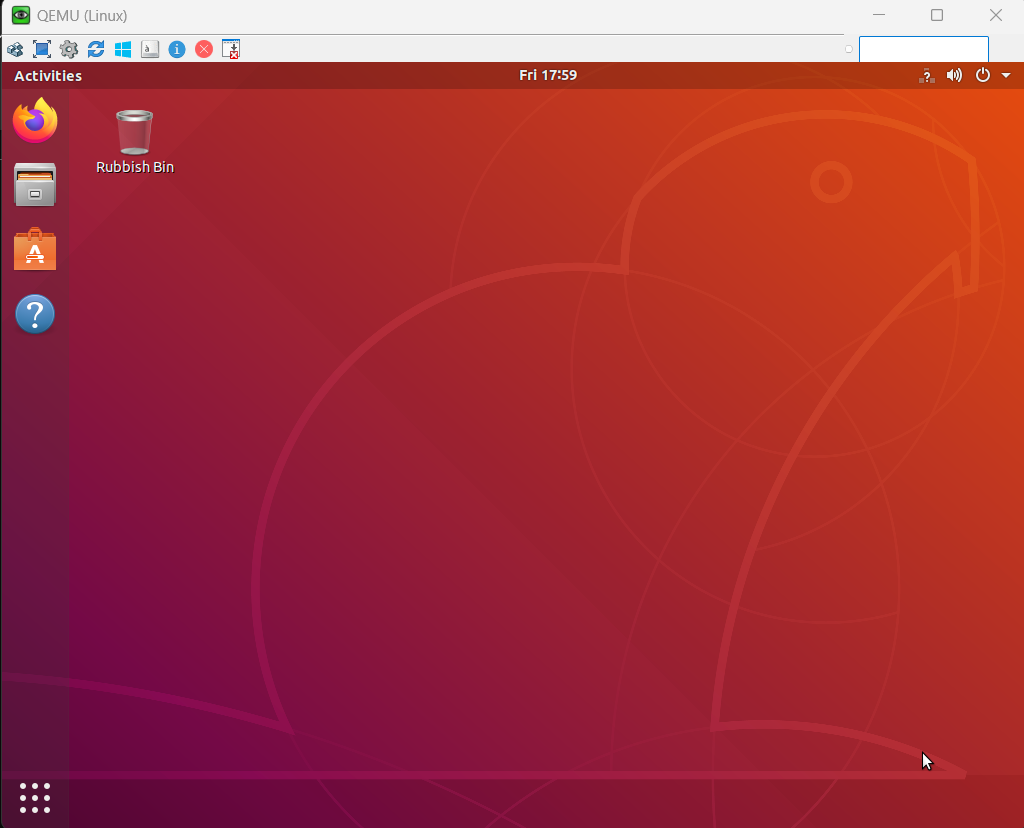 QEMU (Linux)
Activities
Fri 17:59
?
Rubbish Bin
A
?